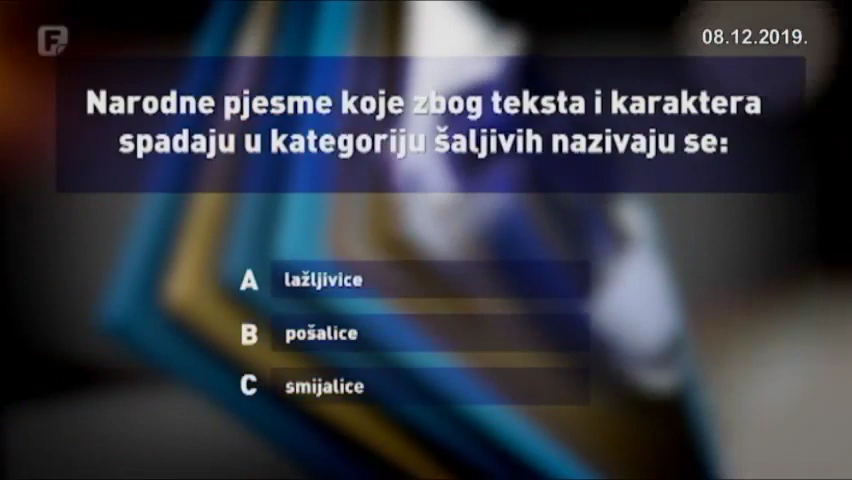 F
08.12.2019.
Narodne pjesme koje zbog teksta i karaktera
spadaju u kategoriju šaljivih nazivaju se:
A lažljivice
B pošalice
C smijalice